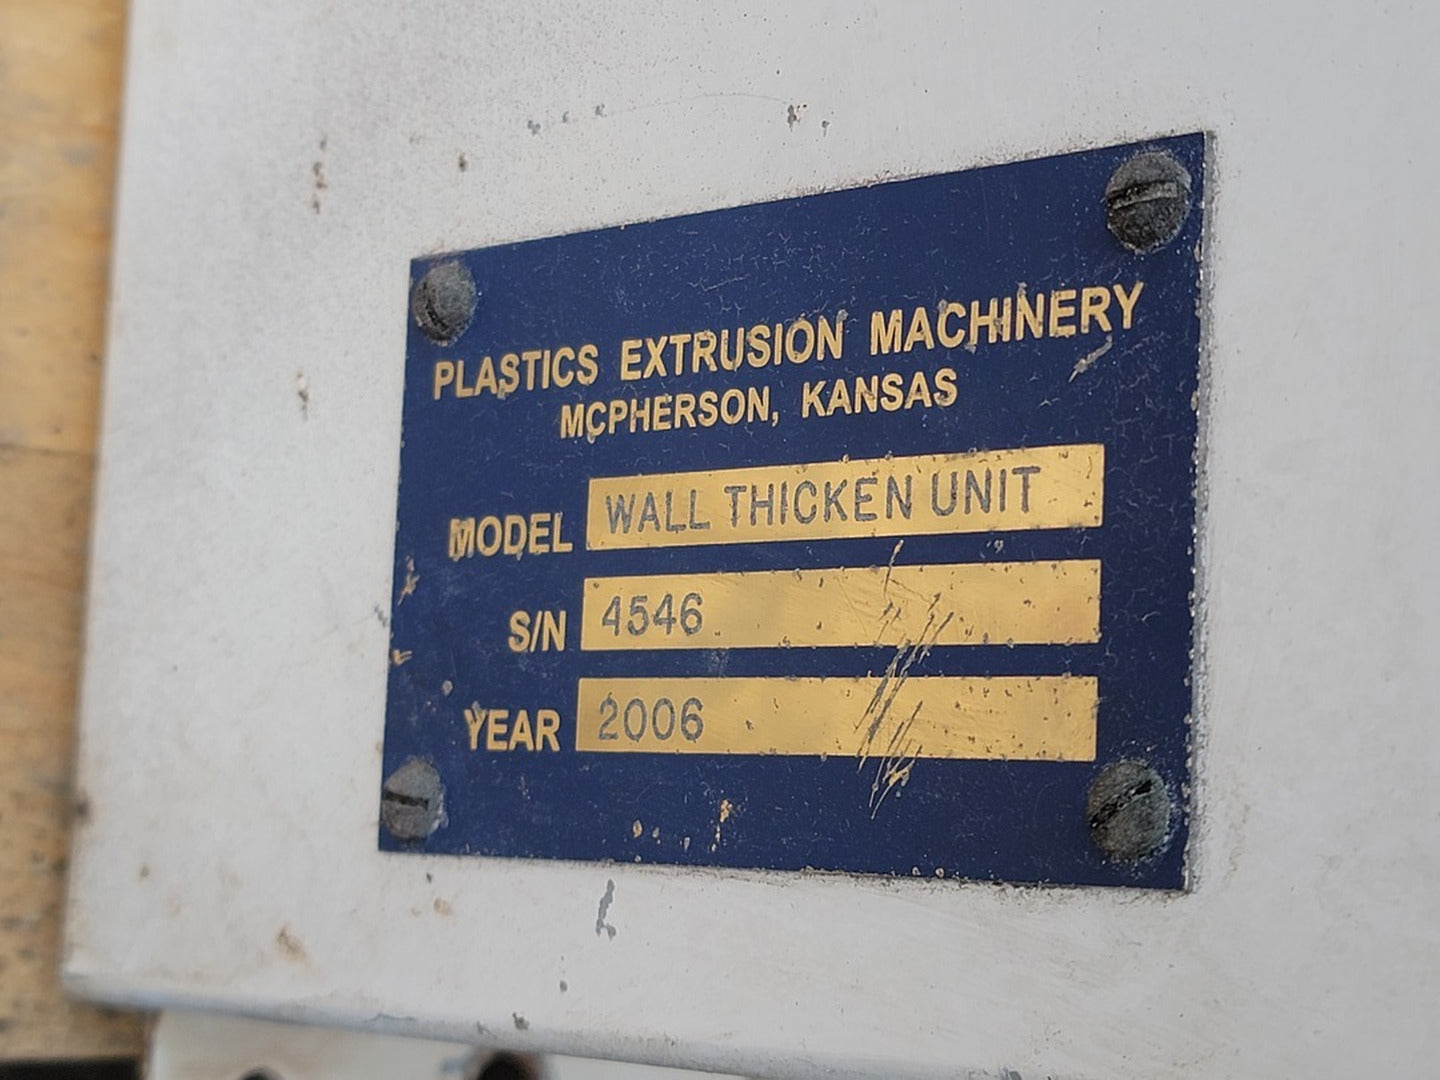 PLASTICS EXTRUSION MACHINERY
MCPHERSON, KANSAS
MODEL WALL THICKEN UNIT
S/N 4546
YEAR 2006